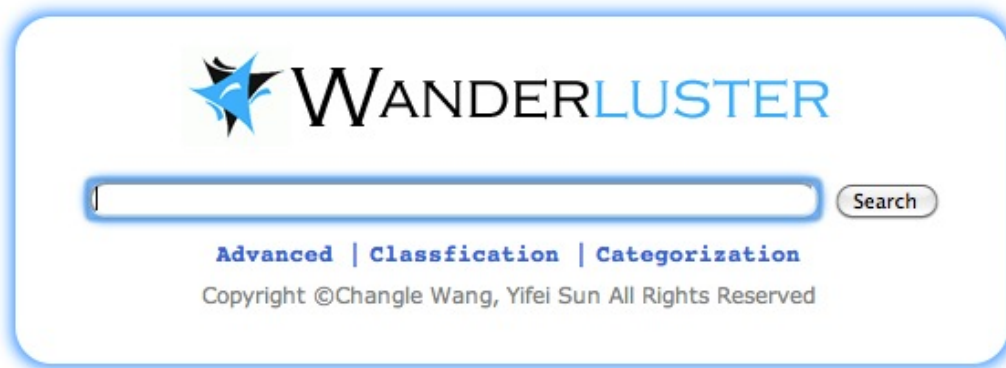 WANDERLUSTER
Search
Advanced | Classfication | Categorization
Copyright ©Changle Wang, Yifei Sun All Rights Reserved